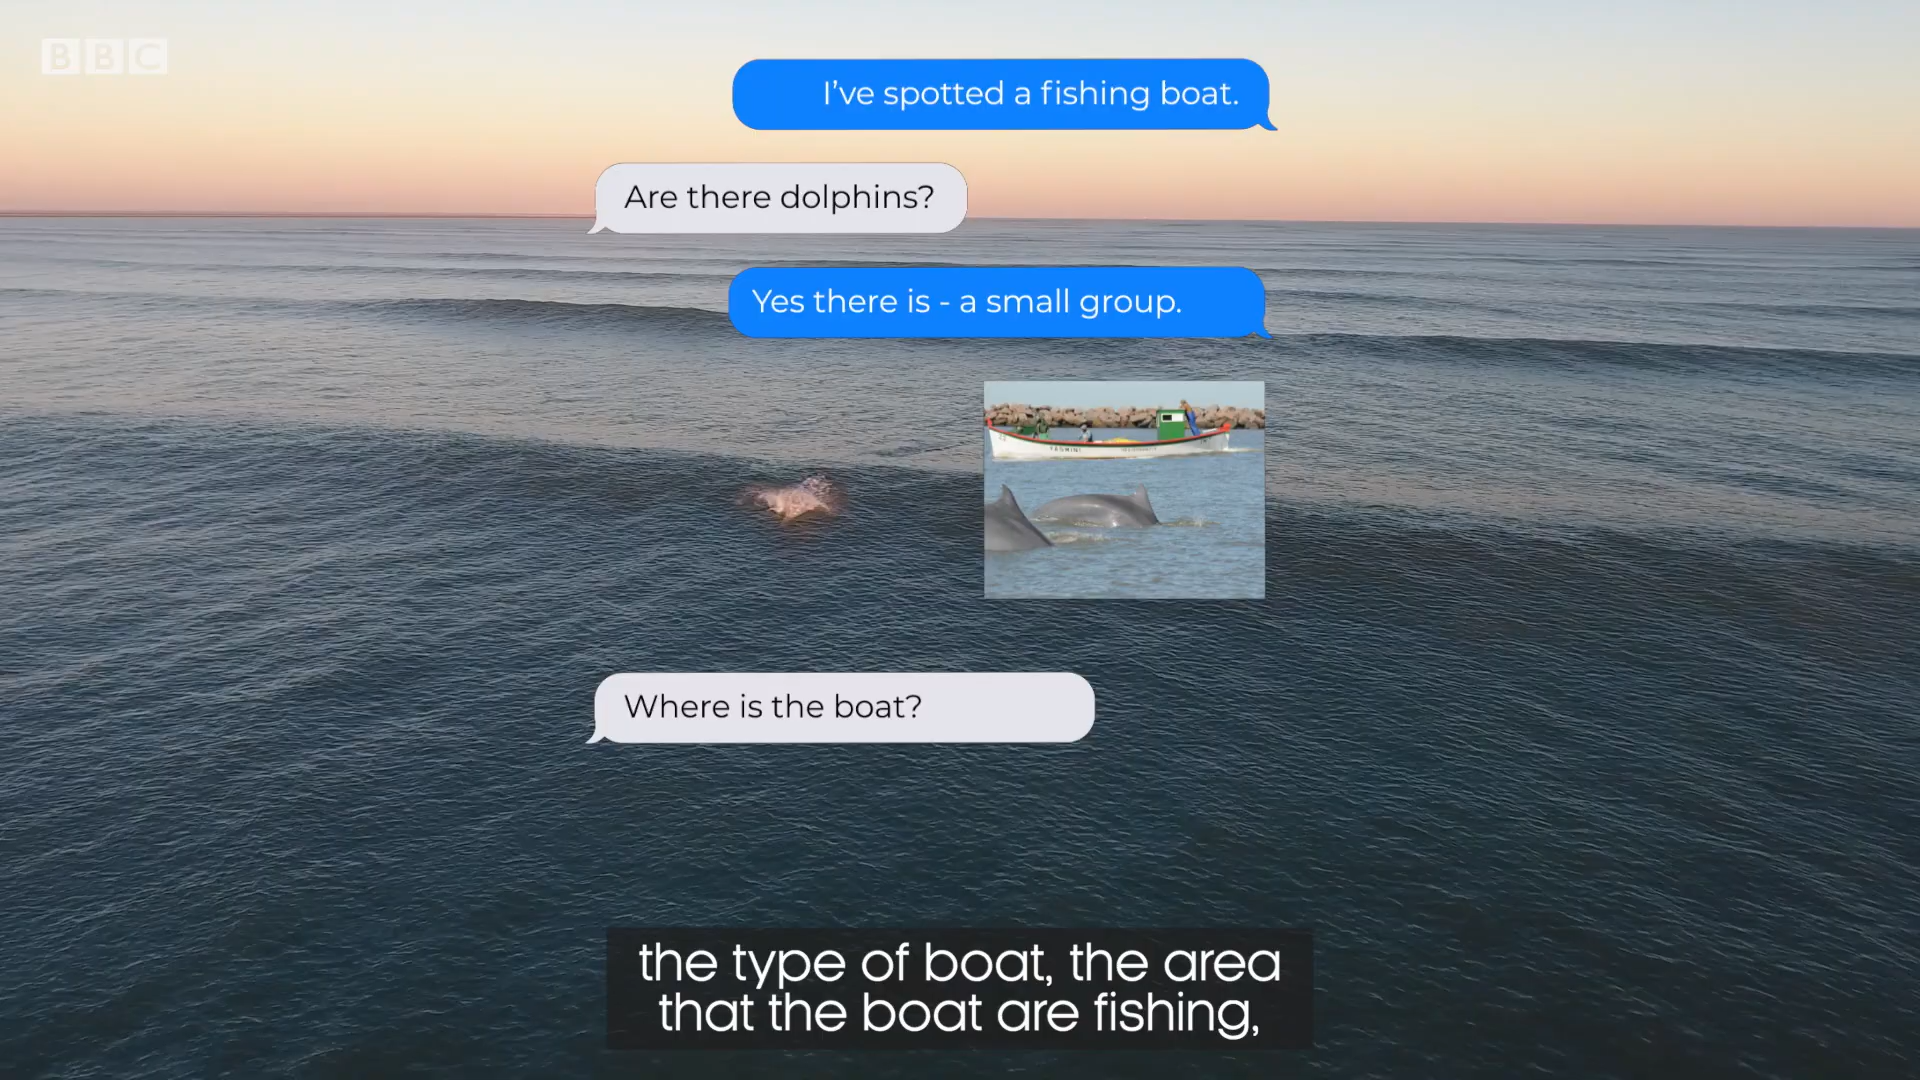 BBC
I've spotted a fishing boat.
Are there dolphins?
Yes there is - a small group.
YASMINI
Where is the boat?
the type of boat, the area
that the boat are fishing,